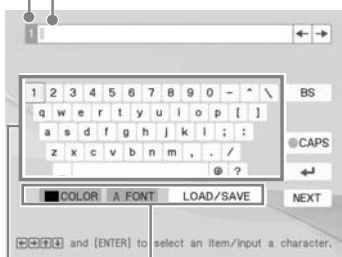 1
← →
1 2 3 4 5 6 7 8 9 0 - ^ \ BS
q w e r t y u i o p [ ]
a s d f g h j k l ; : CAPS
z x c v b n m , . / ↵
_ @ ?
COLOR A FONT LOAD/SAVE NEXT
←→↑↓ and [ENTER] to select an item/input a character.